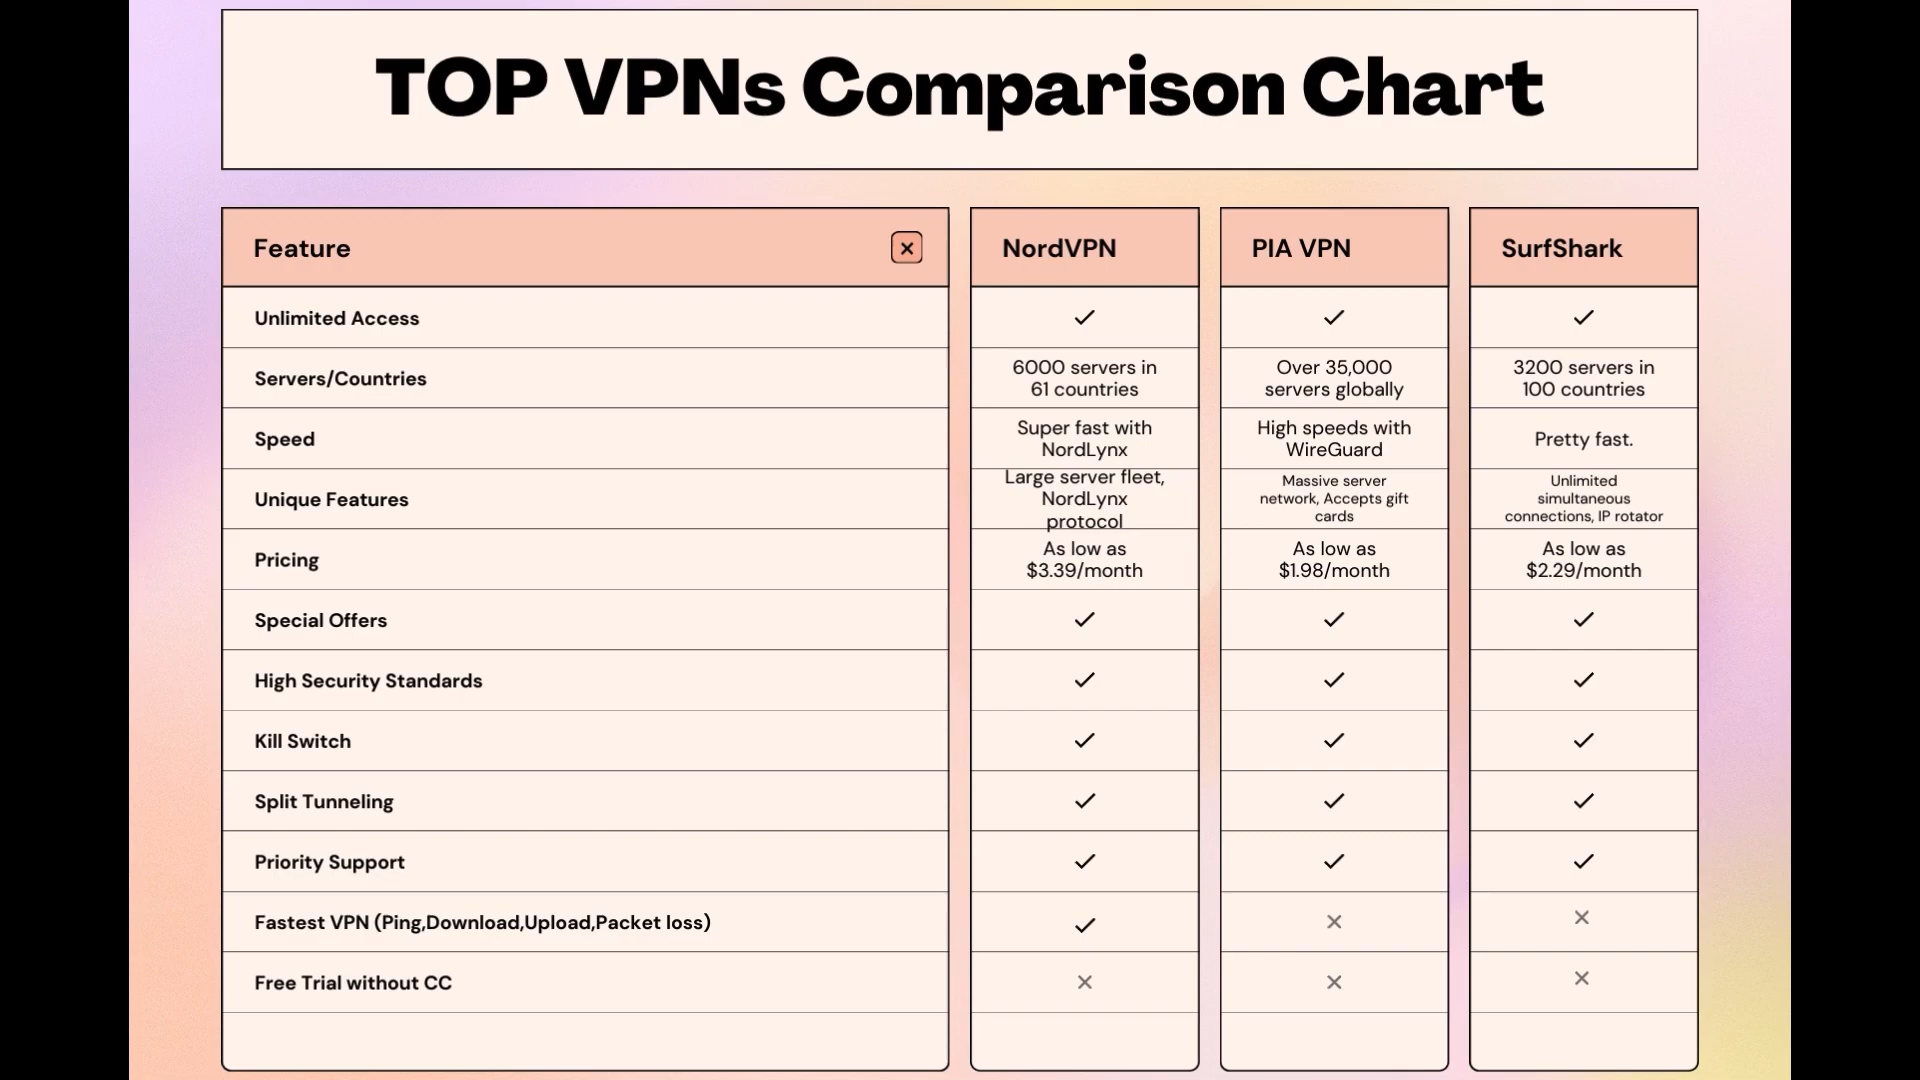 TOP VPNs Comparison Chart
Feature
NordVPN
PIA VPN
SurfShark
Unlimited Access
Servers/Countries
6000 servers in
61 countries
Over 35,000
servers globally
3200 servers in
100 countries
Speed
Super fast with
NordLynx
High speeds with
WireGuard
Pretty fast.
Unique Features
Large server fleet,
NordLynx
protocol
Massive server
network, Accepts gift
cards
Unlimited
simultaneous
connections, IP rotator
Pricing
As low as
$3.39/month
As low as
$1.98/month
As low as
$2.29/month
Special Offers
High Security Standards
Kill Switch
Split Tunneling
Priority Support
Fastest VPN (Ping,Download,Upload,Packet loss)
Free Trial without CC